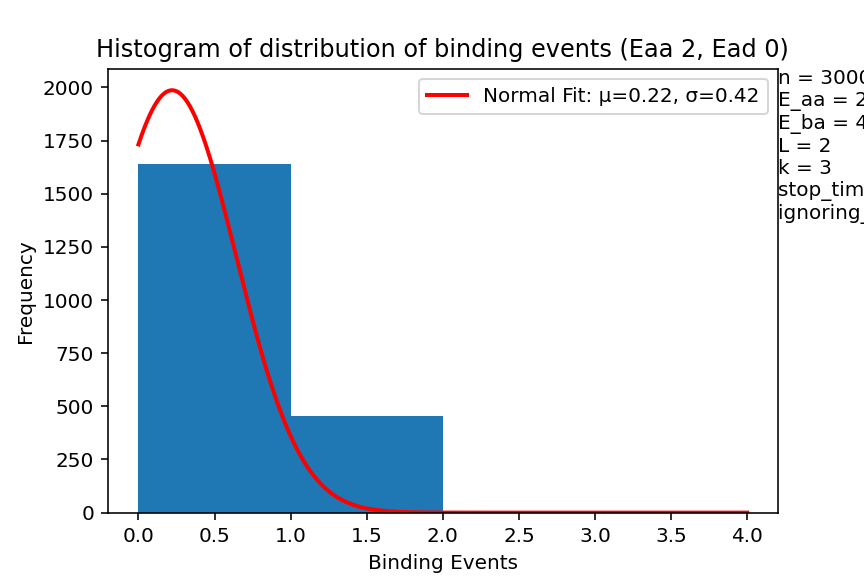 Histogram of distribution of binding events (Eaa 2, Ead 0)
Normal Fit: μ=0.22, σ=0.42
n = 3000
E_aa = 2
E_ba = 4
L = 2
k = 3
stop_tim
ignoring_
Frequency
2000
1750
1500
1250
1000
750
500
250
0
0.0 0.5 1.0 1.5 2.0 2.5 3.0 3.5 4.0
Binding Events